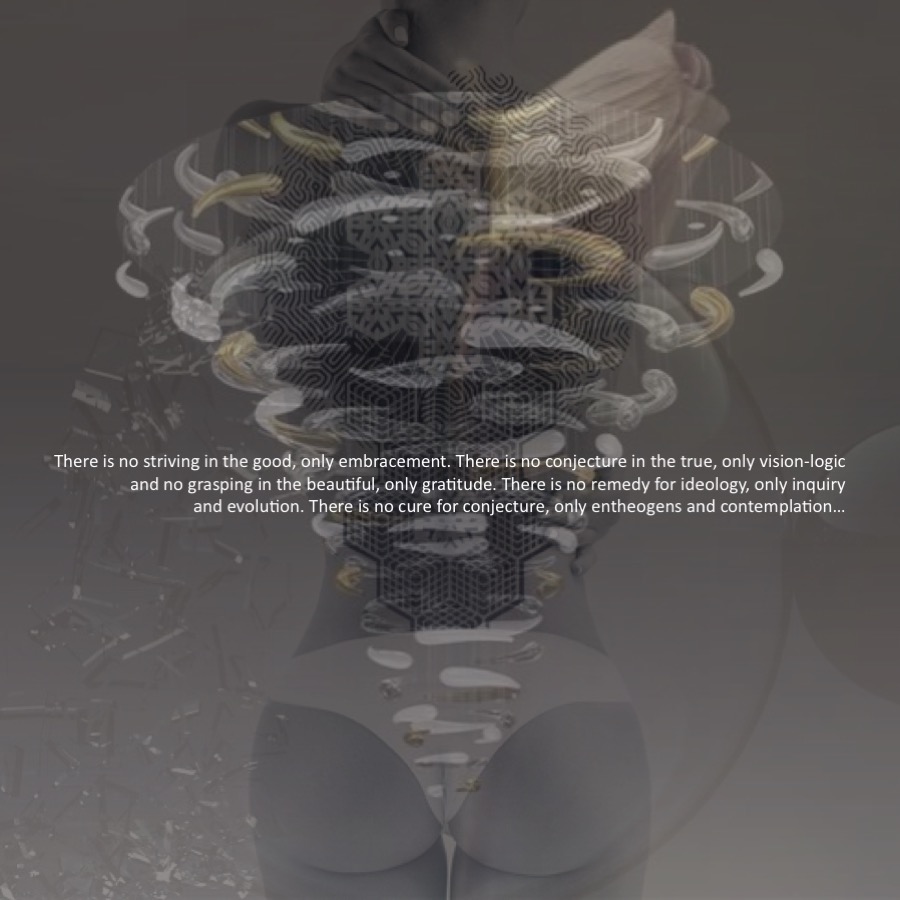 There is no striving in the good, only embracement. There is no conjecture in the true, only vision-logic
and no grasping in the beautiful, only gratitude. There is no remedy for ideology, only inquiry
and evolution. There is no cure for conjecture, only entheogens and contemplation...